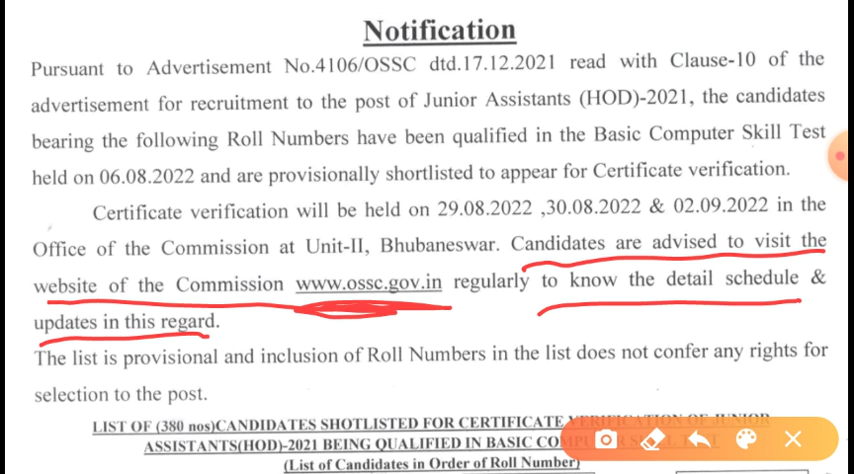 Notification
Pursuant to Advertisement No.4106/OSSC dtd.17.12.2021 read with Clause-10 of the
advertisement for recruitment to the post of Junior Assistants (HOD)-2021, the candidates
bearing the following Roll Numbers have been qualified in the Basic Computer Skill Test
held on 06.08.2022 and are provisionally shortlisted to appear for Certificate verification.
Certificate verification will be held on 29.08.2022 ,30.08.2022 & 02.09.2022 in the
Office of the Commission at Unit-II, Bhubaneswar. Candidates are advised to visit the
website of the Commission www.ossc.gov.in regularly to know the detail schedule &
updates in this regard.
The list is provisional and inclusion of Roll Numbers in the list does not confer any rights for
selection to the post.
LIST OF (380 nos)CANDIDATES SHOTLISTED FOR CERTIFICATE VERIFICATION OF JUNIOR
ASSISTANTS(HOD)-2021 BEING QUALIFIED IN BASIC
(List of Candidates in Order of Roll Number)